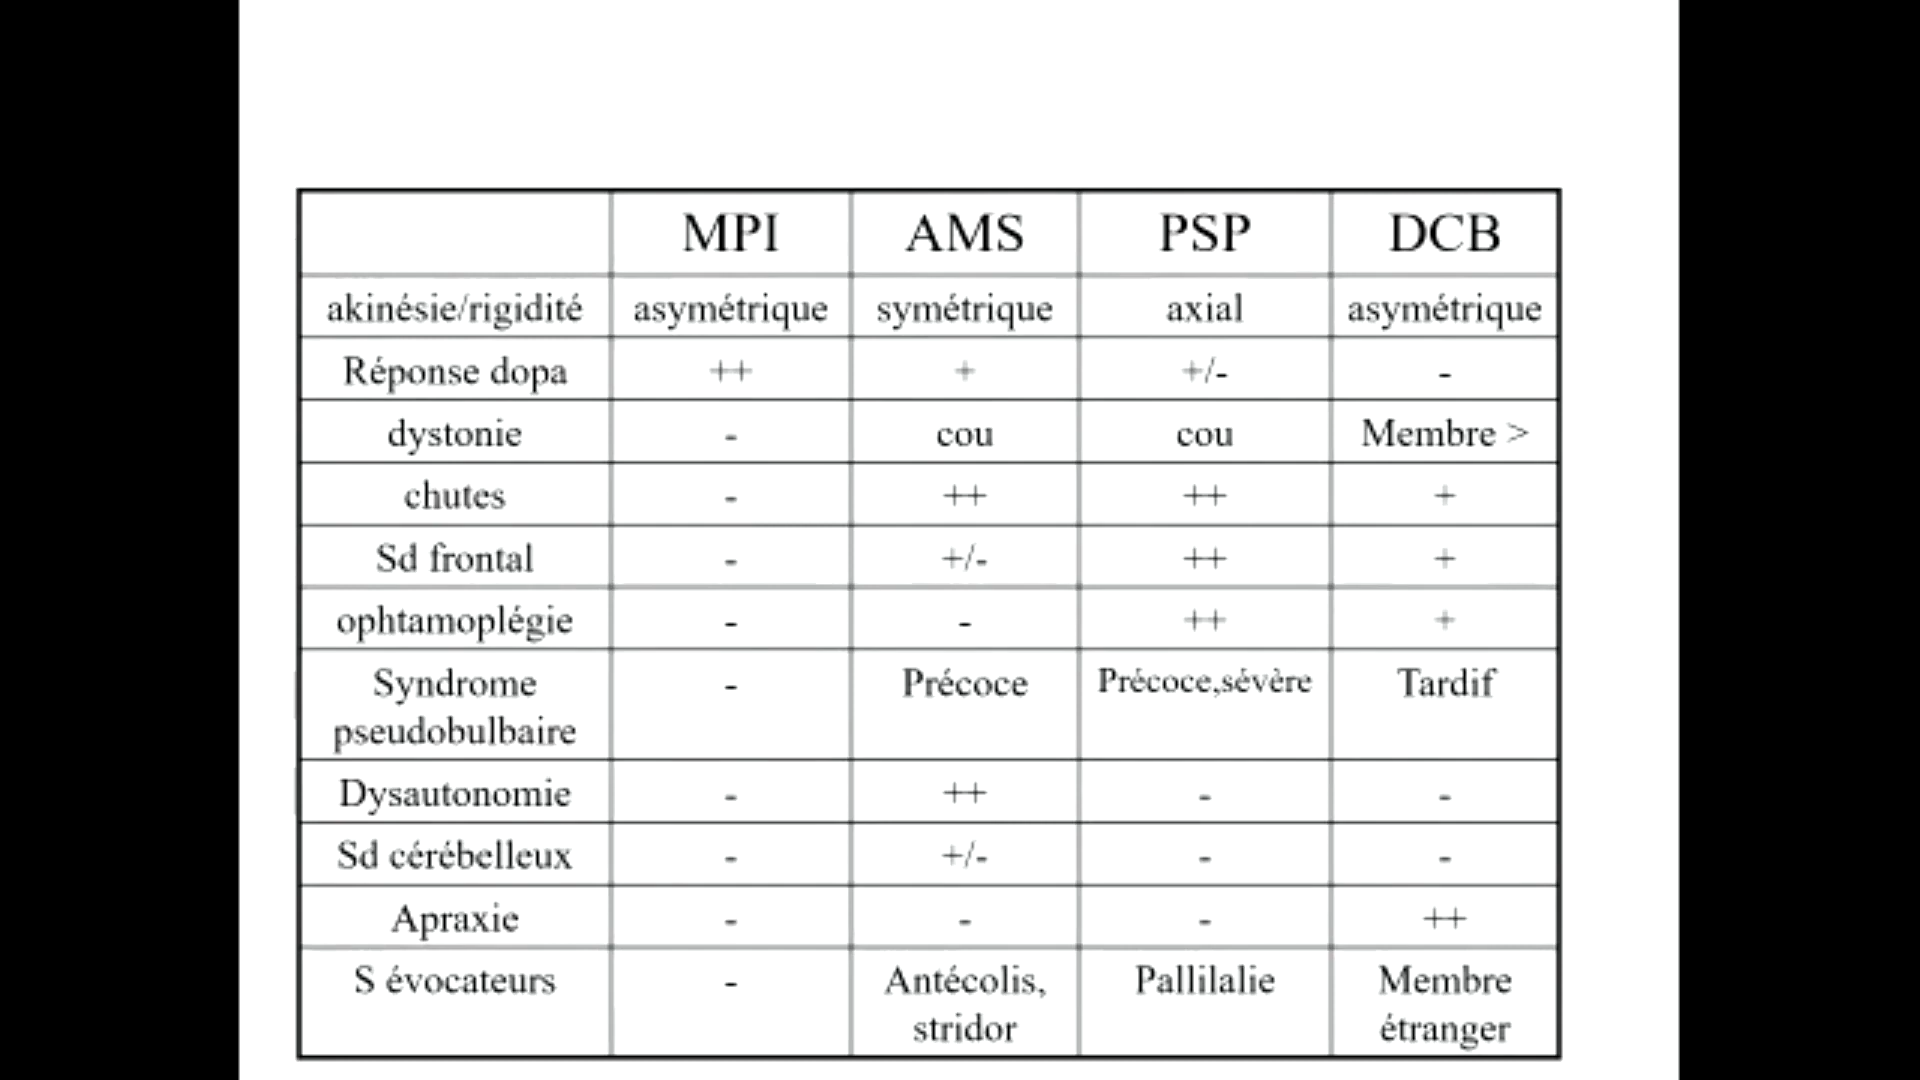 MPI AMS PSP DCB
akinésie/rigidité asymétrique symétrique axial asymétrique
Réponse dopa ++ + +/- -
dystonie - cou cou Membre >
chutes - ++ ++ +
Sd frontal - +/- ++ +
ophtamoplégie - - ++ +
Syndrome - Précoce Précoce,sévère Tardif
pseudobulbaire
Dysautonomie - ++ - -
Sd cérébelleux - +/- - -
Apraxie - - - ++
S évocateurs - Antécolis, Pallilalie Membre
stridor étranger